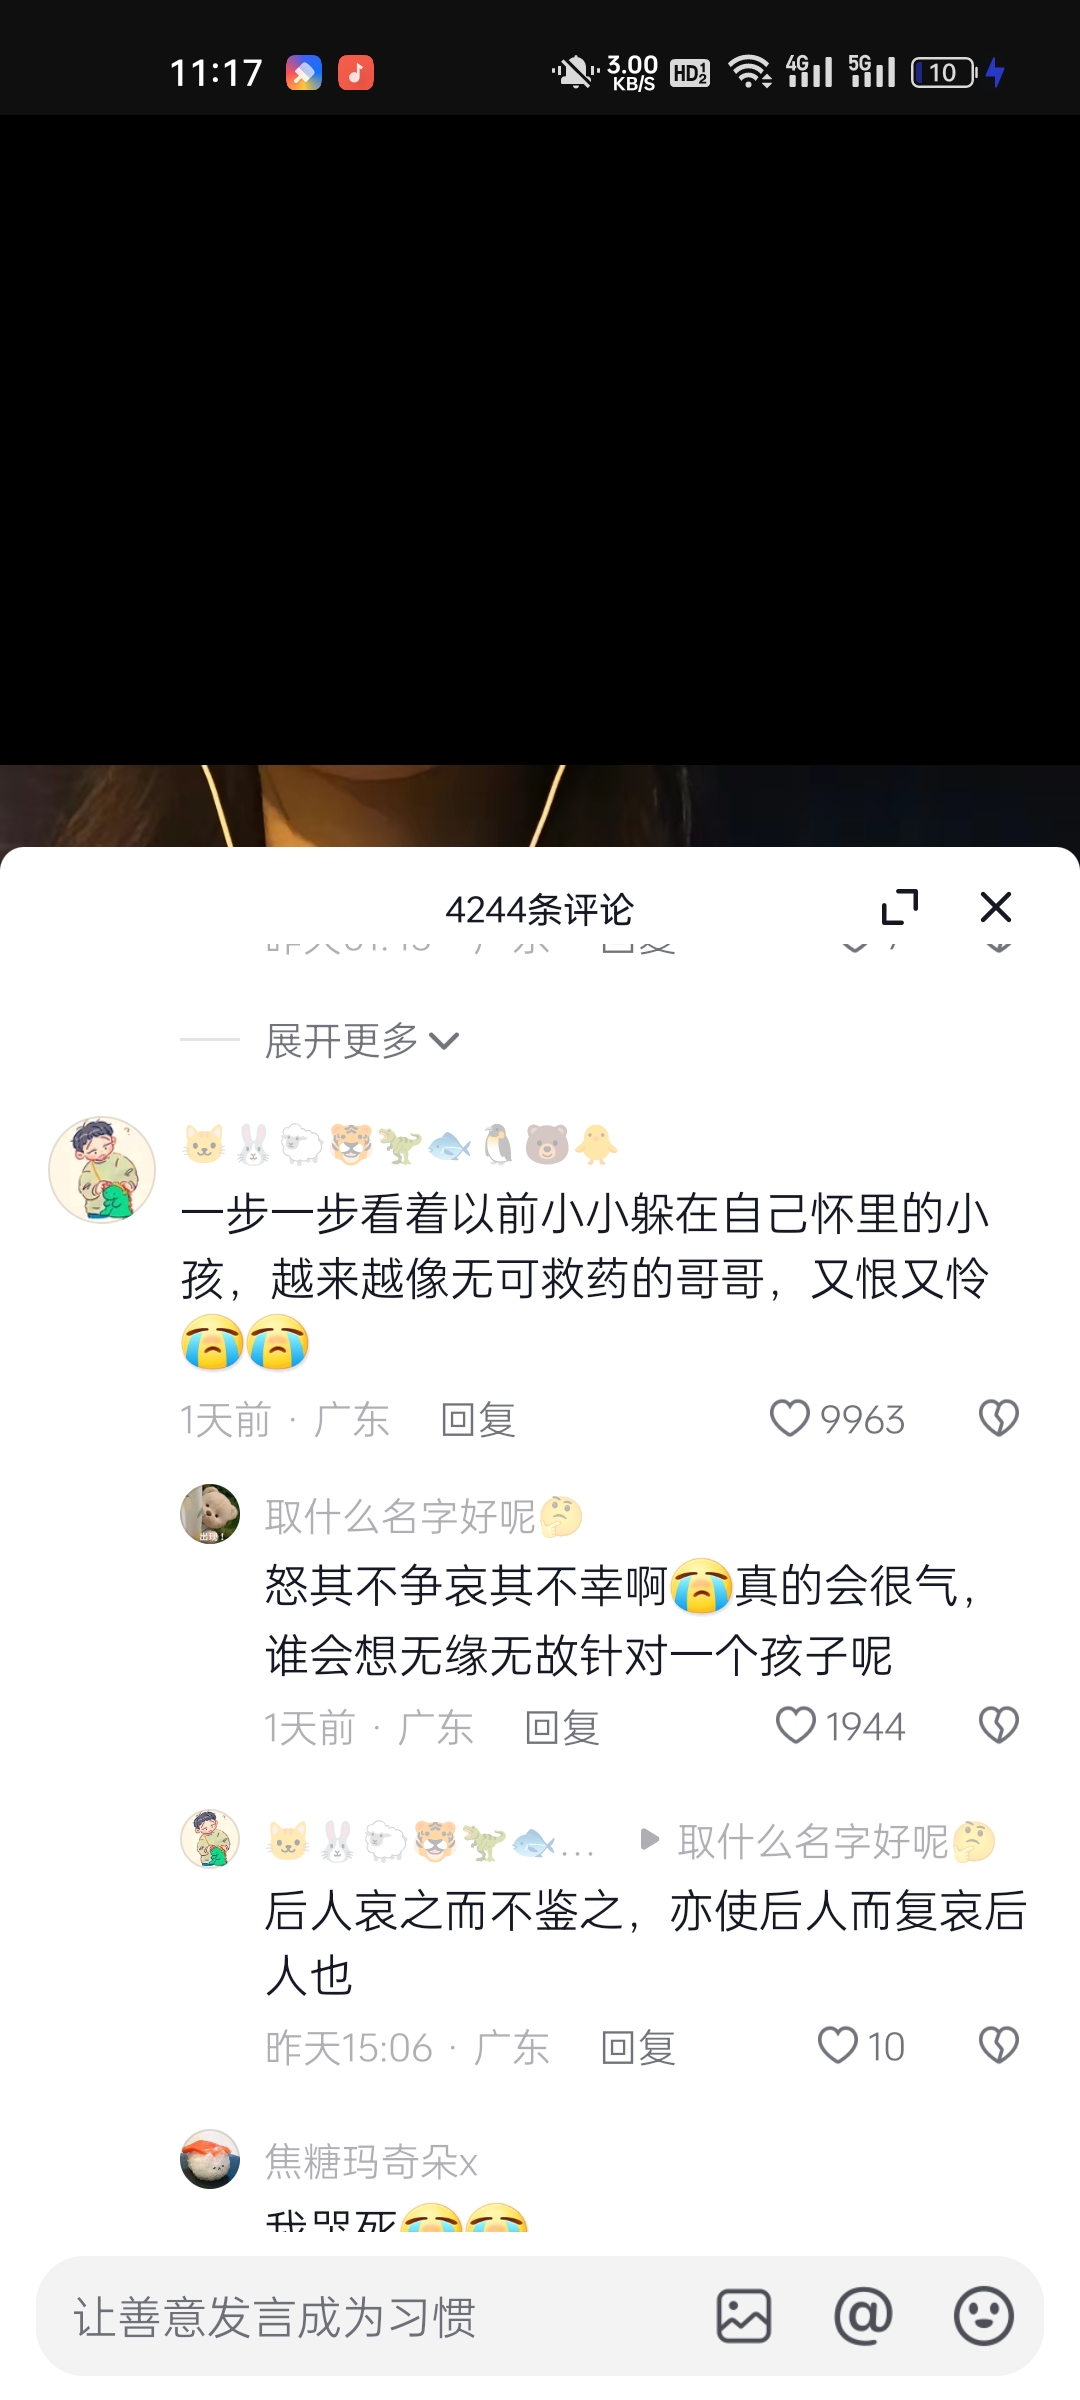 11:17
3.00
KB/S
HD 1 2
4G
5G
10
4244条评论
展开更多
一步一步看着以前小小躲在自己怀里的小
孩，越来越像无可救药的哥哥，又恨又怜
😭😭
1天前 · 广东 回复 9963
取什么名字好呢🤔
怒其不争哀其不幸啊😭真的会很气，
谁会想无缘无故针对一个孩子呢
1天前 · 广东 回复 1944
... ▶ 取什么名字好呢🤔
后人哀之而不鉴之，亦使后人而复哀后
人也
昨天15:06 · 广东 回复 10
出现！
焦糖玛奇朵x
我哭死😭😭
让善意发言成为习惯